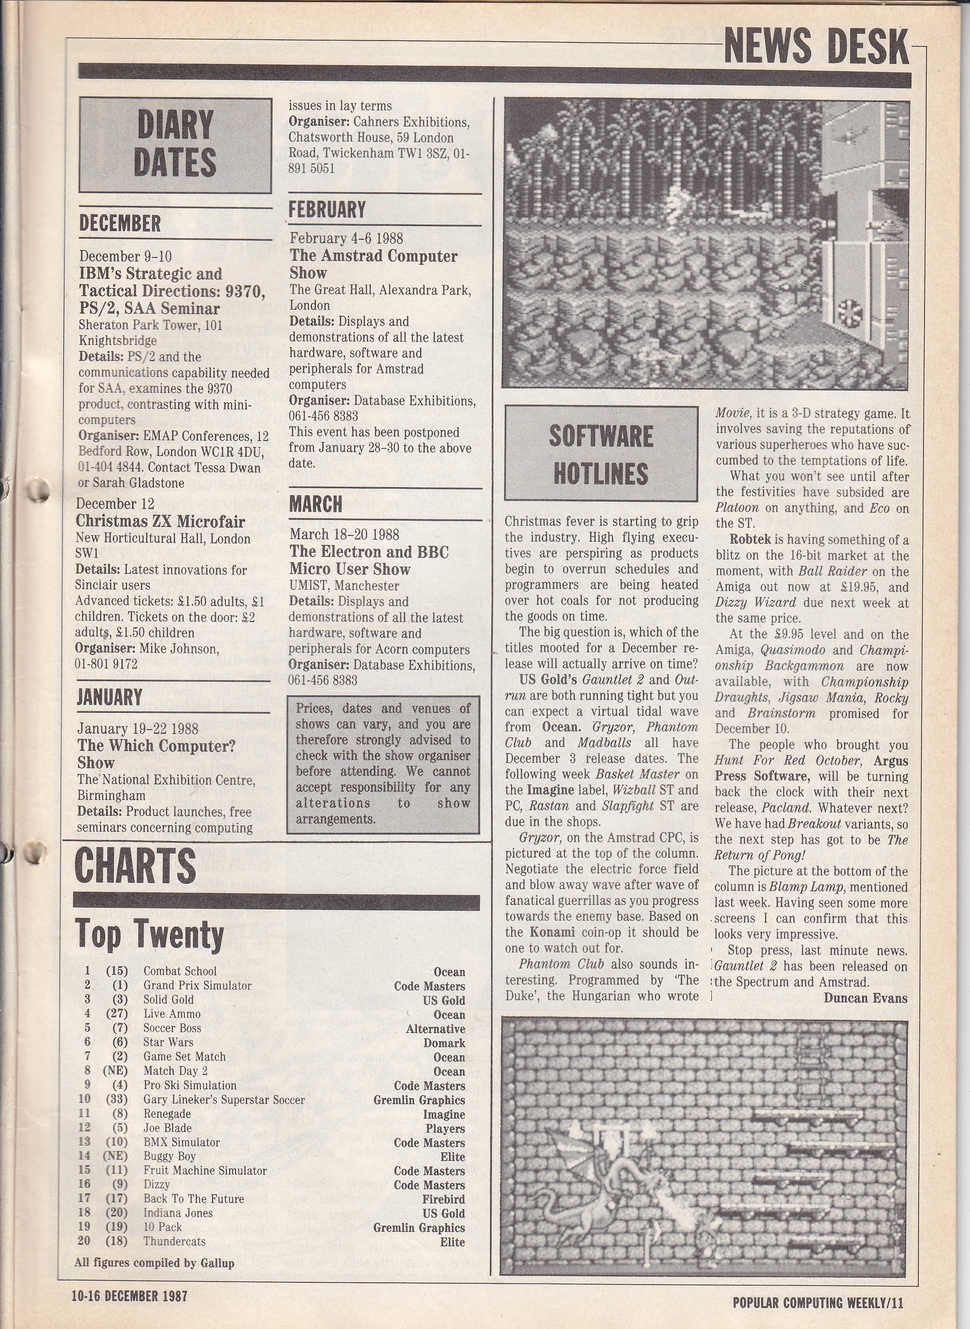 NEWS DESK
DIARY
DATES
DECEMBER
December 9–10
IBM's Strategic and
Tactical Directions: 9370,
PS/2, SAA Seminar
Sheraton Park Tower, 101
Knightsbridge
Details: PS/2 and the
communications capability needed
for SAA, examines the 9370
product, contrasting with mini-
computers
Organiser: EMAP Conferences, 12
Bedford Row, London WC1R 4DU,
01-404 4844. Contact Tessa Dwan
or Sarah Gladstone
December 12
Christmas ZX Microfair
New Horticultural Hall, London
SW1
Details: Latest innovations for
Sinclair users
Advanced tickets: £1.50 adults, £1
children. Tickets on the door: £2
adults, £1.50 children
Organiser: Mike Johnson,
01-801 9172
JANUARY
January 19–22 1988
The Which Computer?
Show
The National Exhibition Centre,
Birmingham
Details: Product launches, free
seminars concerning computing
issues in lay terms
Organiser: Cahners Exhibitions,
Chatsworth House, 59 London
Road, Twickenham TW1 3SZ, 01-
891 5051
FEBRUARY
February 4–6 1988
The Amstrad Computer
Show
The Great Hall, Alexandra Park,
London
Details: Displays and
demonstrations of all the latest
hardware, software and
peripherals for Amstrad
computers
Organiser: Database Exhibitions,
061-456 8383
This event has been postponed
from January 28–30 to the above
date.
MARCH
March 18–20 1988
The Electron and BBC
Micro User Show
UMIST, Manchester
Details: Displays and
demonstrations of all the latest
hardware, software and
peripherals for Acorn computers
Organiser: Database Exhibitions,
061-456 8383
Prices, dates and venues of
shows can vary, and you are
therefore strongly advised to
check with the show organiser
before attending. We cannot
accept responsibility for any
alterations to show
arrangements.
CHARTS
Top Twenty
1 (15) Combat School Ocean
2 (1) Grand Prix Simulator Code Masters
3 (3) Solid Gold US Gold
4 (27) Live Ammo Ocean
5 (7) Soccer Boss Alternative
6 (6) Star Wars Domark
7 (2) Game Set Match Ocean
8 (NE) Match Day 2 Ocean
9 (4) Pro Ski Simulation Code Masters
10 (33) Gary Lineker's Superstar Soccer Gremlin Graphics
11 (8) Renegade Imagine
12 (5) Joe Blade Players
13 (10) BMX Simulator Code Masters
14 (NE) Buggy Boy Elite
15 (11) Fruit Machine Simulator Code Masters
16 (9) Dizzy Code Masters
17 (17) Back To The Future Firebird
18 (20) Indiana Jones US Gold
19 (19) 10 Pack Gremlin Graphics
20 (18) Thundercats Elite
All figures compiled by Gallup
SOFTWARE
HOTLINES
Christmas fever is starting to grip
the industry. High flying execu-
tives are perspiring as products
begin to overrun schedules and
programmers are being heated
over hot coals for not producing
the goods on time.
The big question is, which of the
titles mooted for a December re-
lease will actually arrive on time?
US Gold's Gauntlet 2 and Out-
run are both running tight but you
can expect a virtual tidal wave
from Ocean. Gryzor, Phantom
Club and Madballs all have
December 3 release dates. The
following week Basket Master on
the Imagine label, Wizball ST and
PC, Rastan and Slapfight ST are
due in the shops.
Gryzor, on the Amstrad CPC, is
pictured at the top of the column.
Negotiate the electric force field
and blow away wave after wave of
fanatical guerrillas as you progress
towards the enemy base. Based on
the Konami coin-op it should be
one to watch out for.
Phantom Club also sounds in-
teresting. Programmed by 'The
Duke', the Hungarian who wrote
Movie, it is a 3-D strategy game. It
involves saving the reputations of
various superheroes who have suc-
cumbed to the temptations of life.
What you won't see until after
the festivities have subsided are
Platoon on anything, and Eco on
the ST.
Robtek is having something of a
blitz on the 16-bit market at the
moment, with Ball Raider on the
Amiga out now at £19.95, and
Dizzy Wizard due next week at
the same price.
At the £9.95 level and on the
Amiga, Quasimodo and Champi-
onship Backgammon are now
available, with Championship
Draughts, Jigsaw Mania, Rocky
and Brainstorm promised for
December 10.
The people who brought you
Hunt For Red October, Argus
Press Software, will be turning
back the clock with their next
release, Pacland. Whatever next?
We have had Breakout variants, so
the next step has got to be The
Return of Pong!
The picture at the bottom of the
column is Blamp Lamp, mentioned
last week. Having seen some more
screens I can confirm that this
looks very impressive.
Stop press, last minute news.
Gauntlet 2 has been released on
the Spectrum and Amstrad.
Duncan Evans
10-16 DECEMBER 1987
POPULAR COMPUTING WEEKLY/11